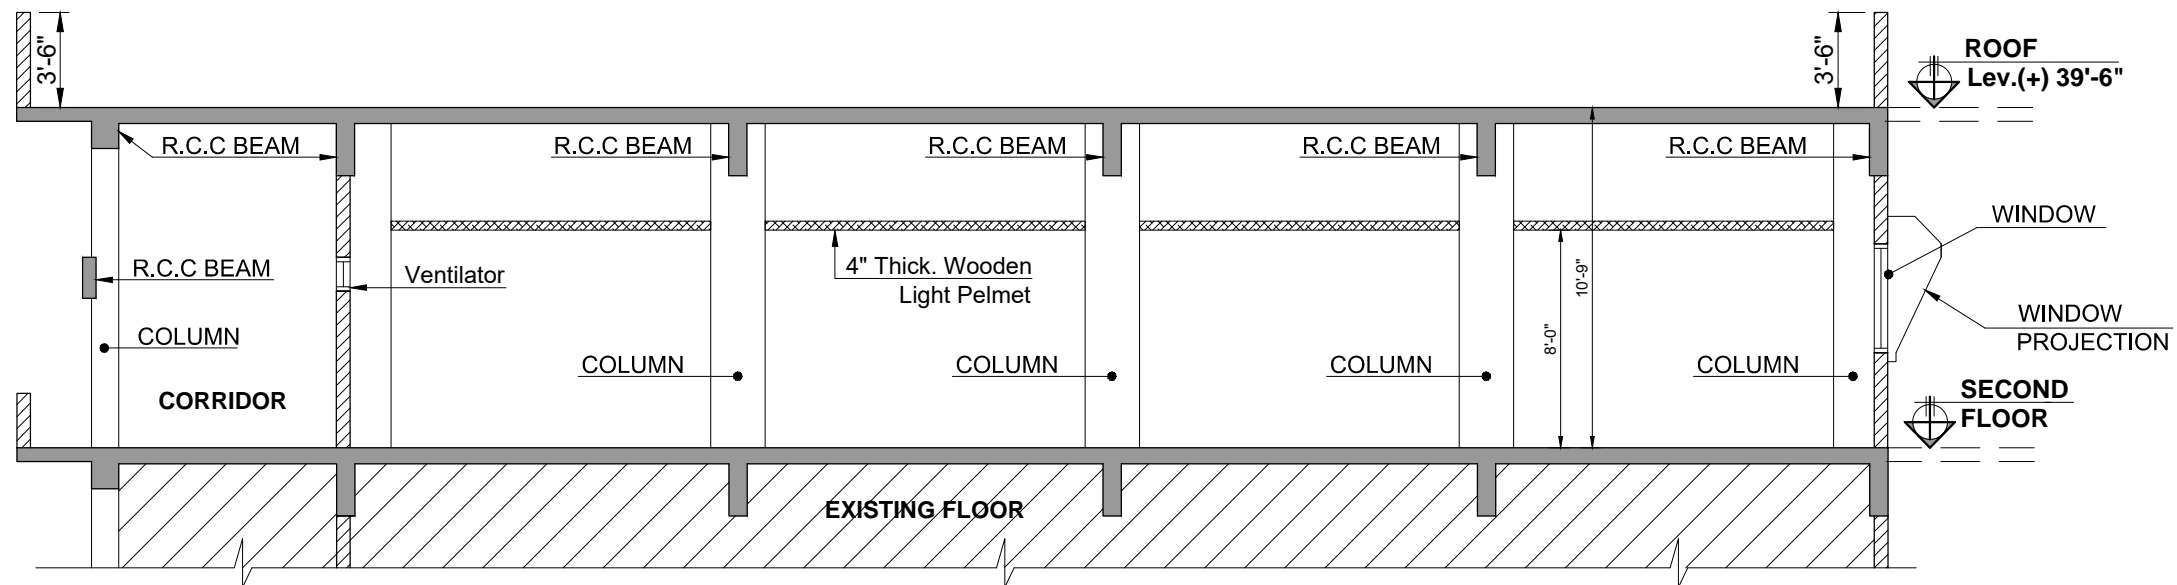 3'-6"
3'-6"
ROOF
Lev.(+) 39'-6"
R.C.C BEAM
R.C.C BEAM
R.C.C BEAM
R.C.C BEAM
R.C.C BEAM
WINDOW
R.C.C BEAM
Ventilator
4" Thick. Wooden
Light Pelmet
10'-9"
8'-0"
WINDOW
PROJECTION
COLUMN
COLUMN
COLUMN
COLUMN
COLUMN
CORRIDOR
SECOND
FLOOR
EXISTING FLOOR